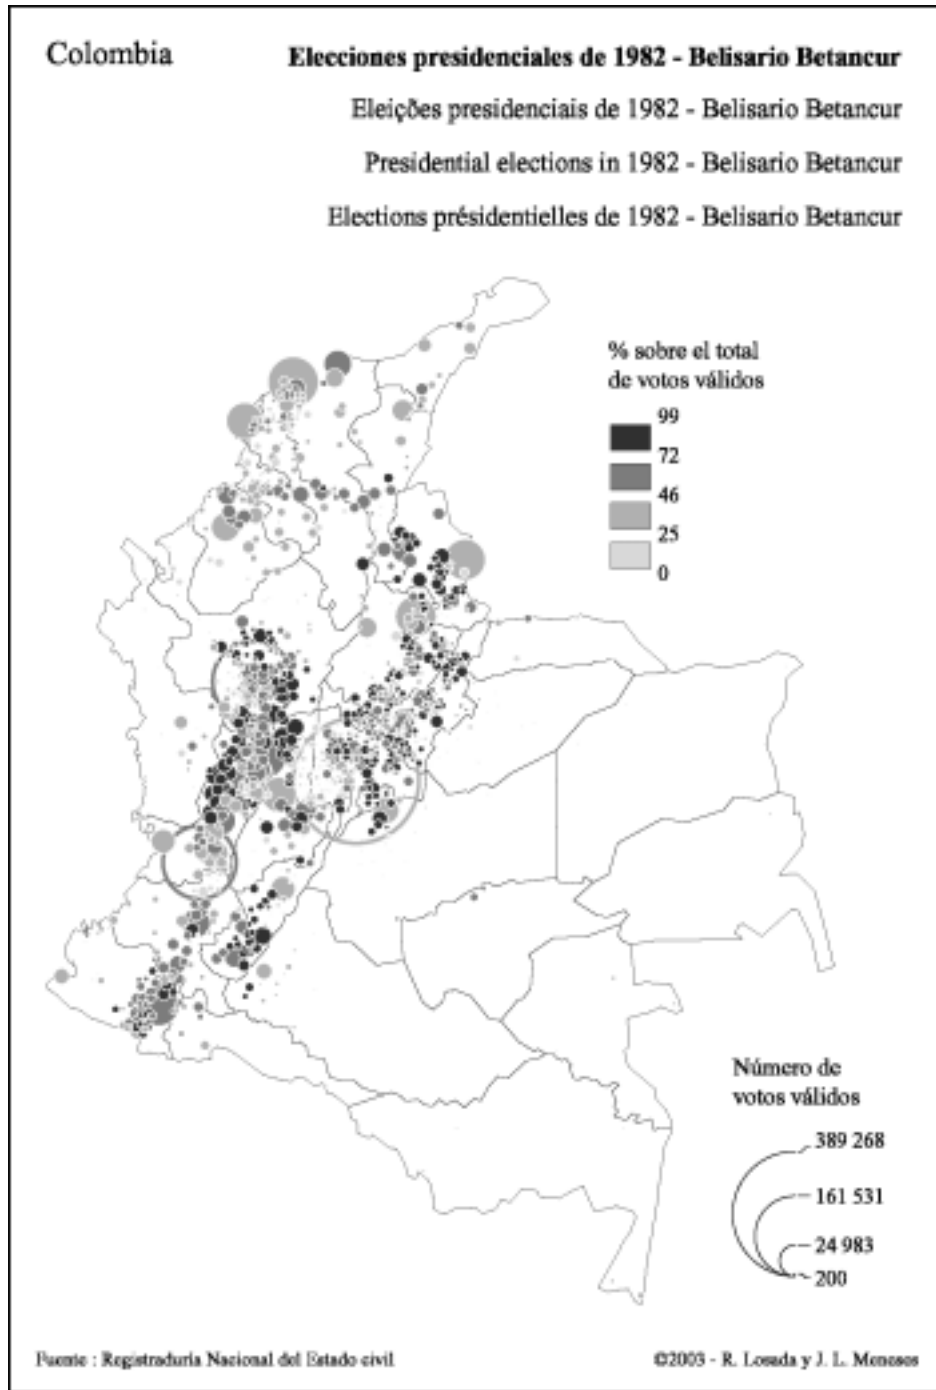 Colombia
Elecciones presidenciales de 1982 - Belisario Betancur
Eleições presidenciais de 1982 - Belisario Betancur
Presidential elections in 1982 - Belisario Betancur
Elections présidentielles de 1982 - Belisario Betancur
% sobre el total
de votos válidos
99
72
46
25
0
Número de
votos válidos
389 268
161 531
24 983
200
Fuente : Registraduría Nacional del Estado civil
©2003 - R. Losada y J. L. Meneses